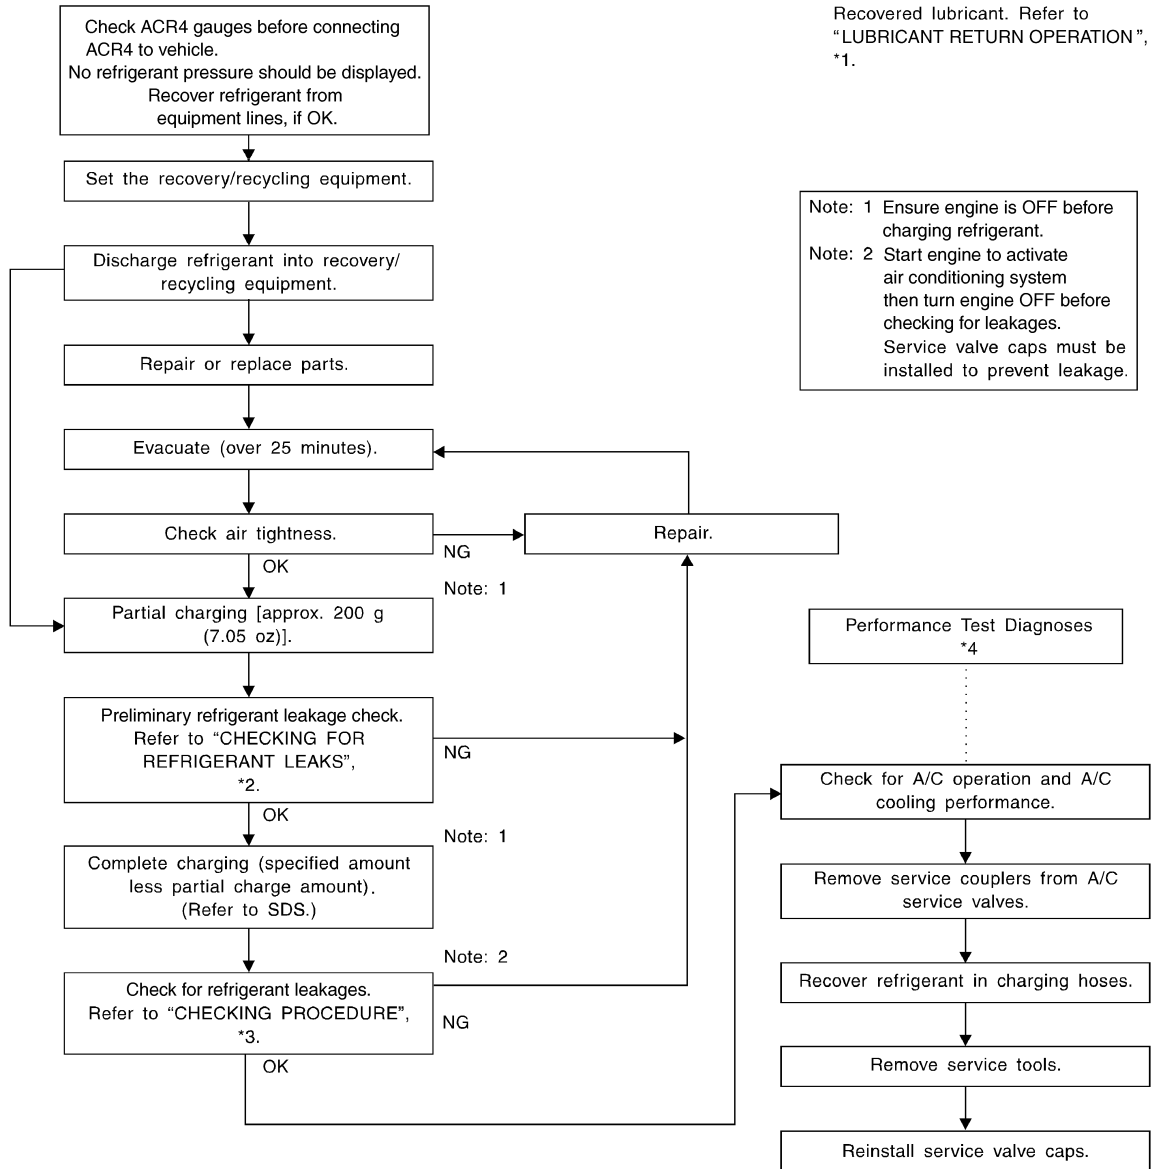 Check ACR4 gauges before connecting
ACR4 to vehicle.
No refrigerant pressure should be displayed.
Recover refrigerant from
equipment lines, if OK.
Recovered lubricant. Refer to
“LUBRICANT RETURN OPERATION”,
*1.
Set the recovery/recycling equipment.
Note: 1 Ensure engine is OFF before
charging refrigerant.
Note: 2 Start engine to activate
air conditioning system
then turn engine OFF before
checking for leakages.
Service valve caps must be
installed to prevent leakage.
Discharge refrigerant into recovery/
recycling equipment.
Repair or replace parts.
Evacuate (over 25 minutes).
Check air tightness.
NG
Repair.
OK
Note: 1
Partial charging [approx. 200 g
(7.05 oz)].
Preliminary refrigerant leakage check.
Refer to “CHECKING FOR
REFRIGERANT LEAKS”,
*2.
NG
OK
Note: 1
Complete charging (specified amount
less partial charge amount).
(Refer to SDS.)
Note: 2
Check for refrigerant leakages.
Refer to “CHECKING PROCEDURE”,
*3.
NG
OK
Performance Test Diagnoses
*4
Check for A/C operation and A/C
cooling performance.
Remove service couplers from A/C
service valves.
Recover refrigerant in charging hoses.
Remove service tools.
Reinstall service valve caps.